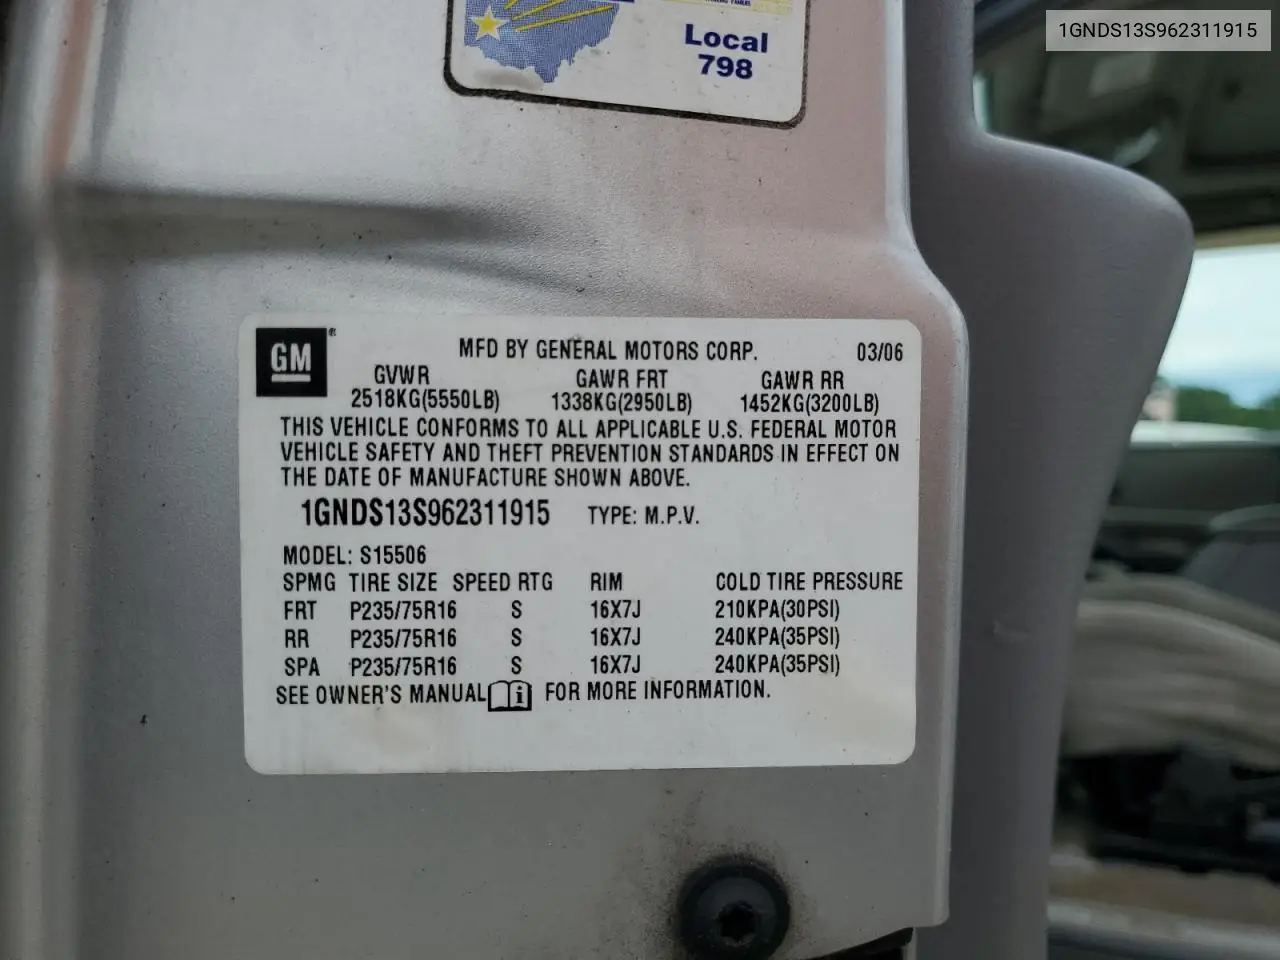 1GNDS13S962311915
Local
798
GM
MFD BY GENERAL MOTORS CORP. 03/06
GVWR GAWR FRT GAWR RR
2518KG(5550LB) 1338KG(2950LB) 1452KG(3200LB)
THIS VEHICLE CONFORMS TO ALL APPLICABLE U.S. FEDERAL MOTOR
VEHICLE SAFETY AND THEFT PREVENTION STANDARDS IN EFFECT ON
THE DATE OF MANUFACTURE SHOWN ABOVE.
1GNDS13S962311915 TYPE: M.P.V.
MODEL: S15506
SPMG TIRE SIZE SPEED RTG RIM COLD TIRE PRESSURE
FRT P235/75R16 S 16X7J 210KPA(30PSI)
RR P235/75R16 S 16X7J 240KPA(35PSI)
SPA P235/75R16 S 16X7J 240KPA(35PSI)
SEE OWNER'S MANUAL i FOR MORE INFORMATION.